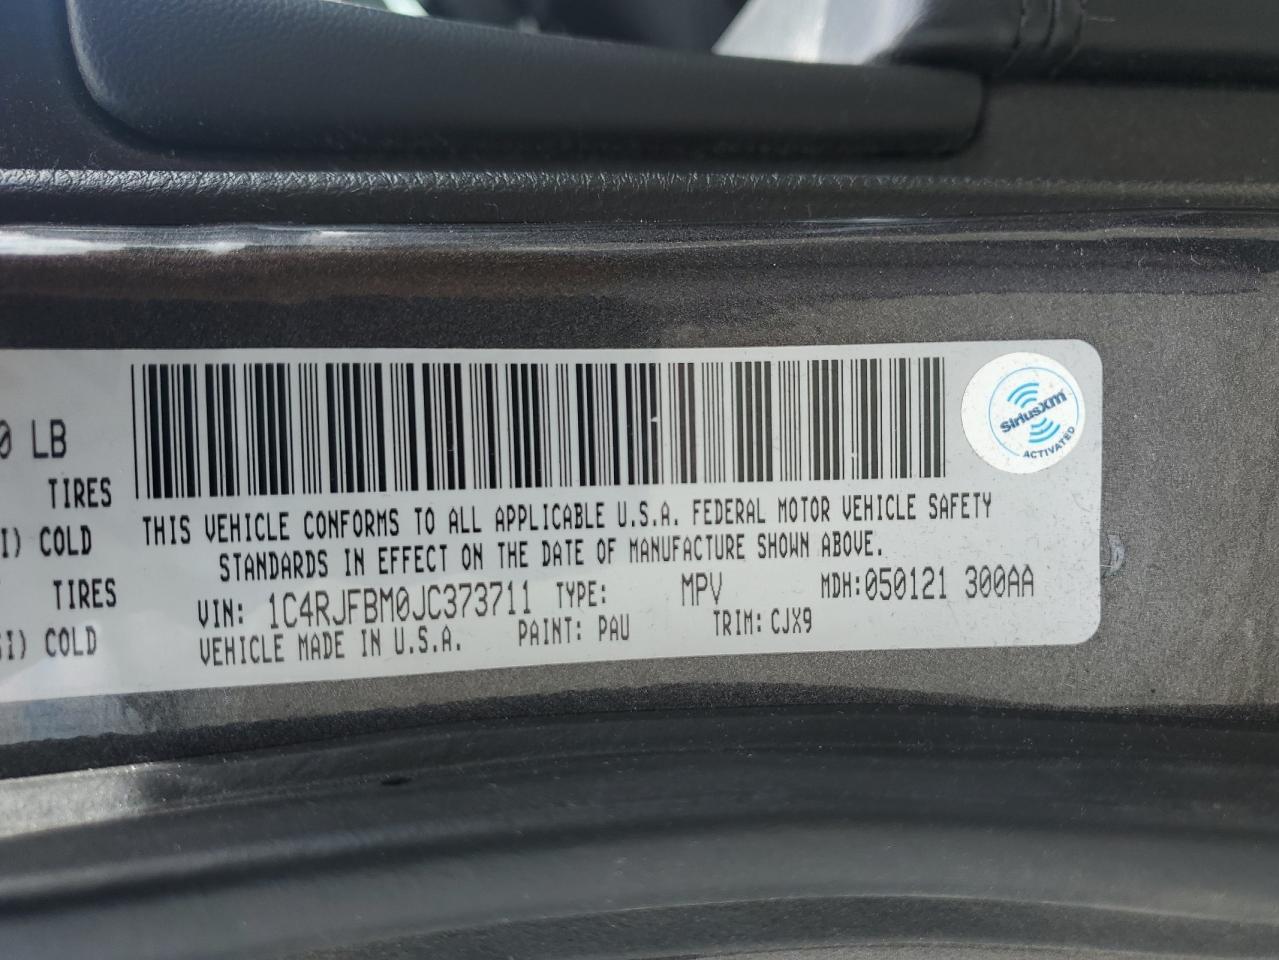 0 LB
TIRES
I) COLD
TIRES
SI) COLD
SiriusXM
ACTIVATED
THIS VEHICLE CONFORMS TO ALL APPLICABLE U.S.A. FEDERAL MOTOR VEHICLE SAFETY
STANDARDS IN EFFECT ON THE DATE OF MANUFACTURE SHOWN ABOVE.
VIN: 1C4RJFBM0JC373711 TYPE: MPV MDH:050121 300AA
VEHICLE MADE IN U.S.A. PAINT: PAU TRIM: CJX9